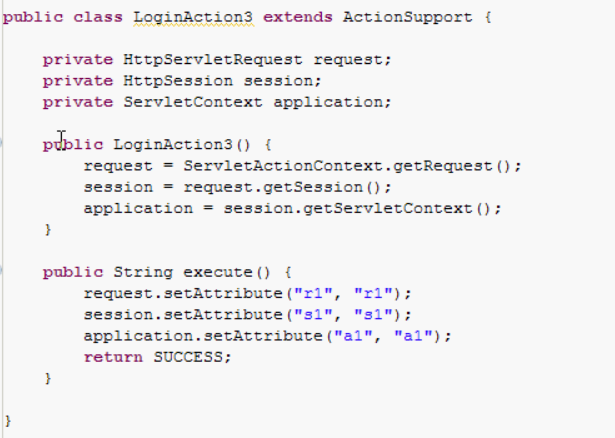 public class LoginAction3 extends ActionSupport {
private HttpServletRequest request;
private HttpSession session;
private ServletContext application;
public LoginAction3() {
request = ServletActionContext.getRequest();
session = request.getSession();
application = session.getServletContext();
}
public String execute() {
request.setAttribute("r1", "r1");
session.setAttribute("s1", "s1");
application.setAttribute("a1", "a1");
return SUCCESS;
}
}